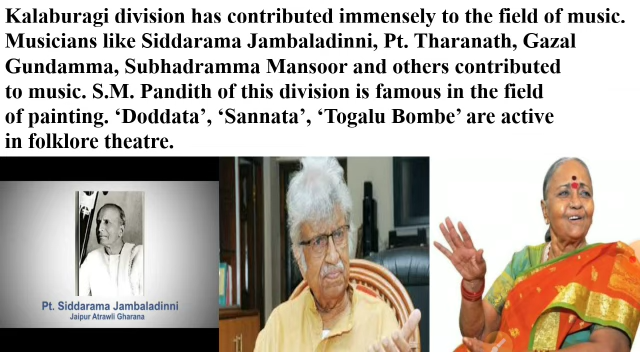 Kalaburagi division has contributed immensely to the field of music.
Musicians like Siddarama Jambaladinni, Pt. Tharanath, Gazal
Gundamma, Subhadramma Mansoor and others contributed
to music. S.M. Pandith of this division is famous in the field
of painting. ‘Doddata’, ‘Sannata’, ‘Togalu Bombe’ are active
in folklore theatre.
Pt. Siddarama Jambaladinni
Jaipur Atrawli Gharana